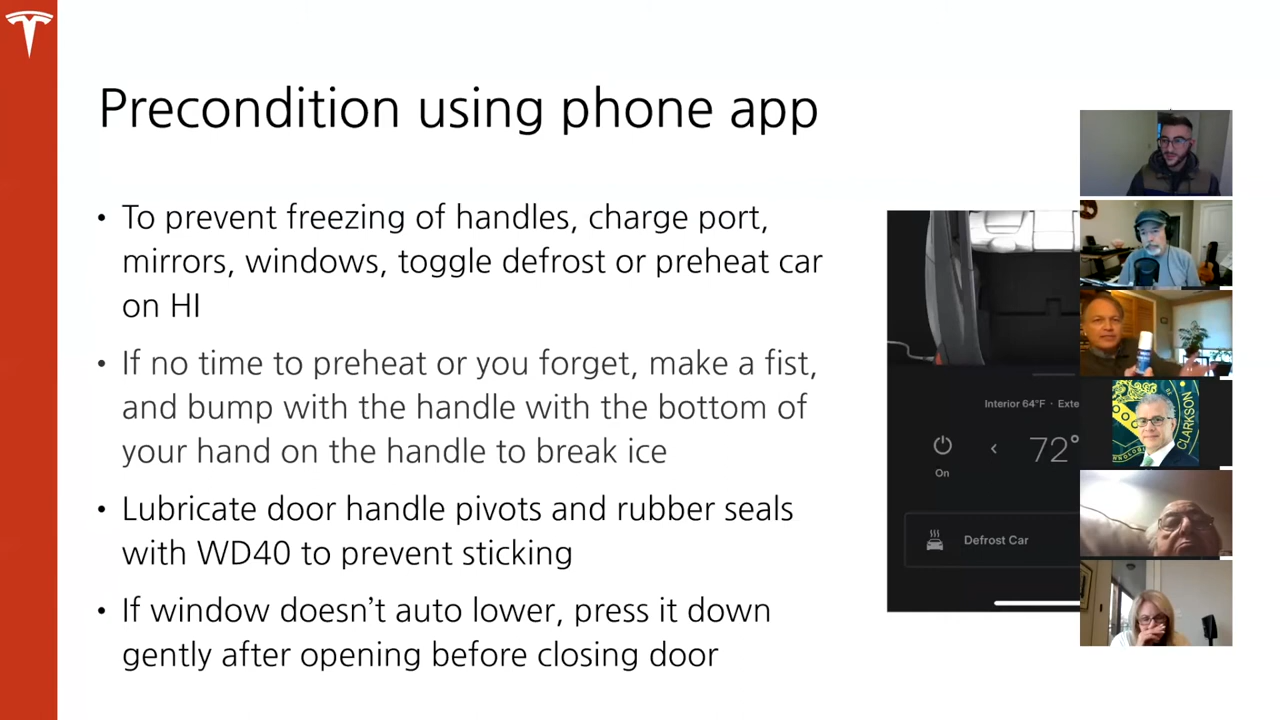 Precondition using phone app
• To prevent freezing of handles, charge port,
mirrors, windows, toggle defrost or preheat car
on HI
• If no time to preheat or you forget, make a fist,
and bump with the handle with the bottom of
your hand on the handle to break ice
• Lubricate door handle pivots and rubber seals
with WD40 to prevent sticking
• If window doesn’t auto lower, press it down
gently after opening before closing door
Interior 64°F · Exte
72°
On
Defrost Car
CLARKSON